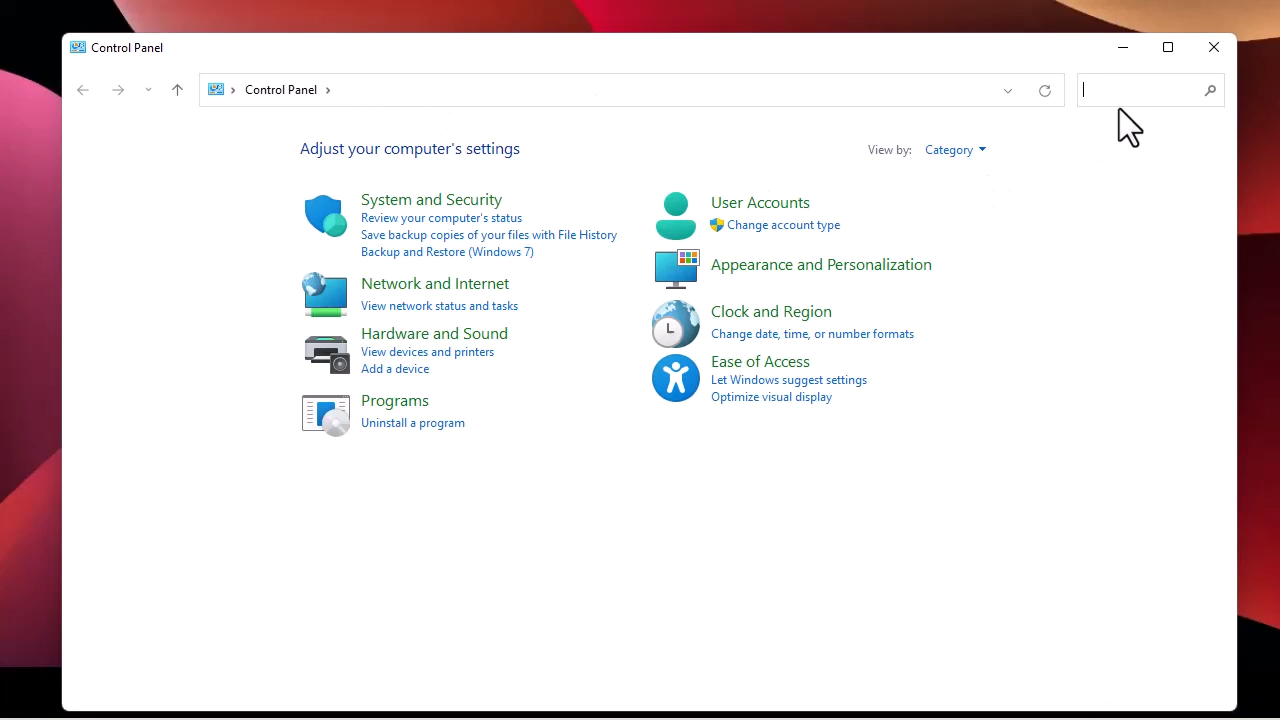 Control Panel
Control Panel
Adjust your computer's settings
View by: Category
System and Security
Review your computer's status
Save backup copies of your files with File History
Backup and Restore (Windows 7)
Network and Internet
View network status and tasks
Hardware and Sound
View devices and printers
Add a device
Programs
Uninstall a program
User Accounts
Change account type
Appearance and Personalization
Clock and Region
Change date, time, or number formats
Ease of Access
Let Windows suggest settings
Optimize visual display